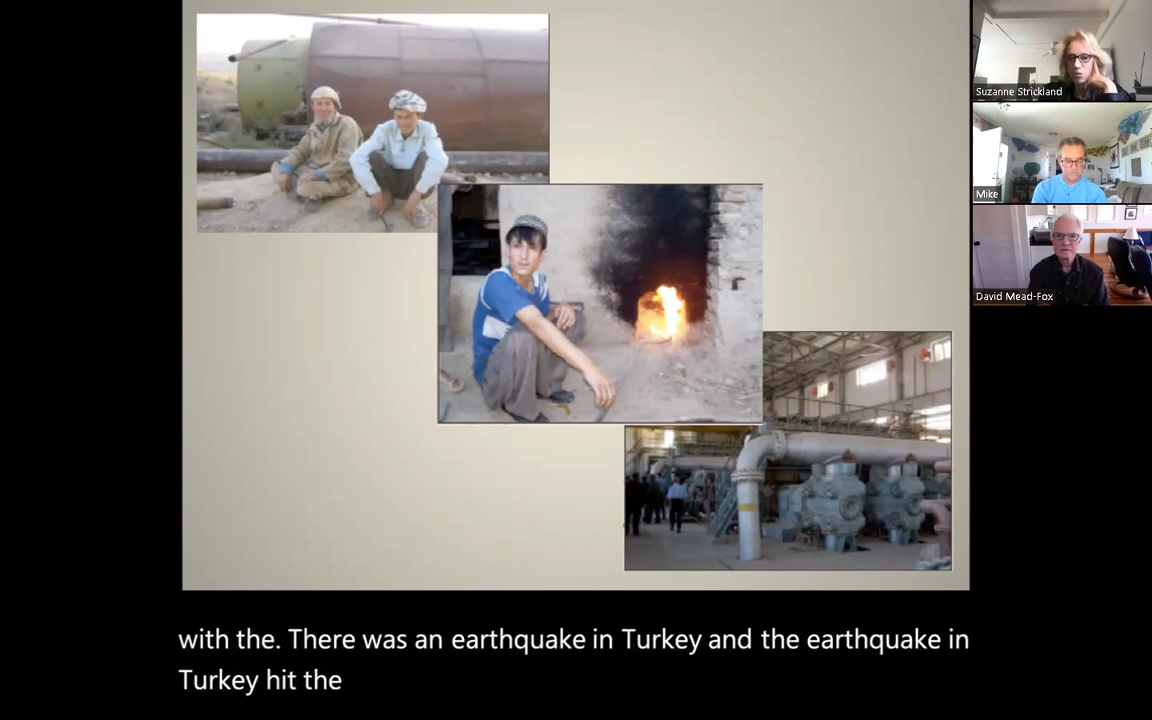 Suzanne Strickland
Mike
David Mead-Fox
with the. There was an earthquake in Turkey and the earthquake in
Turkey hit the